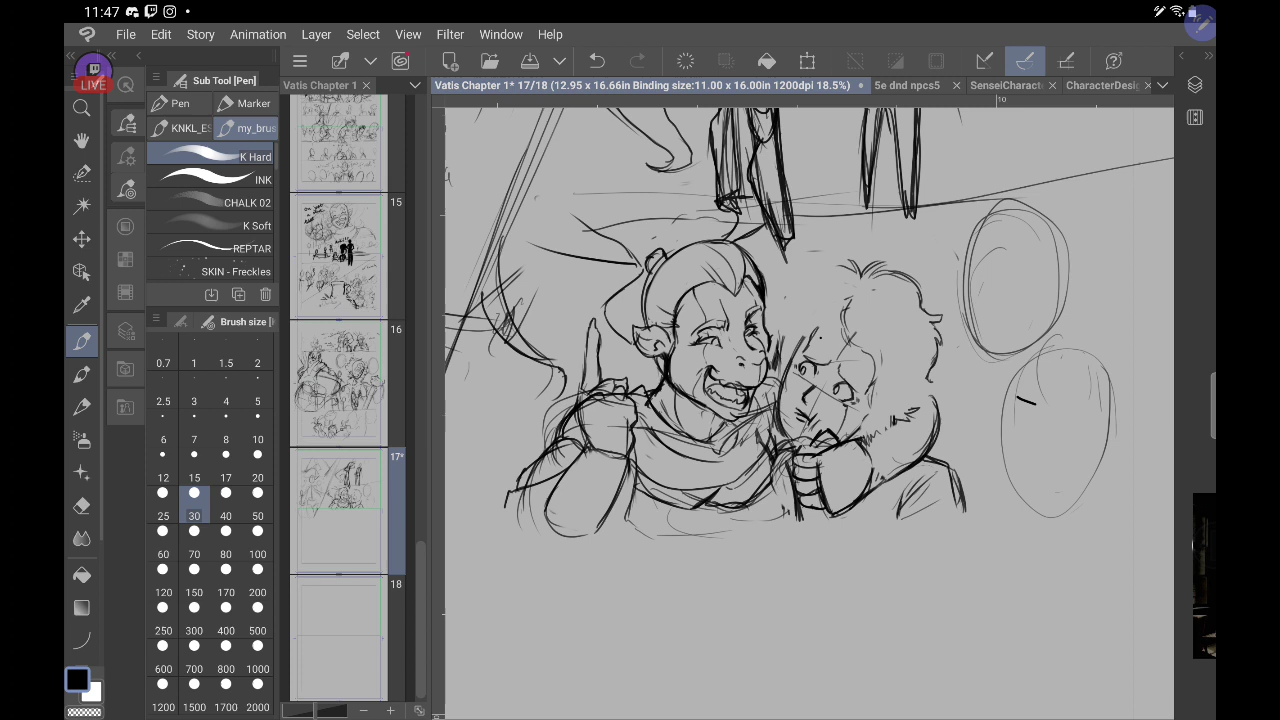 11:47
File Edit Story Animation Layer Select View Filter Window Help
LIVE
Sub Tool [Pen]
Pen Marker
KNKL_ES my_brus
K Hard
INK
CHALK 02
K Soft
REPTAR
SKIN - Freckles
Brush size [
0.7 1 1.5 2
2.5 3 4 5
6 7 8 10
12 15 17 20
25 30 40 50
60 70 80 100
120 150 170 200
250 300 400 500
600 700 800 1000
1200 1500 1700 2000
Vatis Chapter 1
15
16
17*
18
Vatis Chapter 1* 17/18 (12.95 x 16.66in Binding size:11.00 x 16.00in 1200dpi 18.5%)
5e dnd npcs5
SenselCharact
CharacterDesig
10